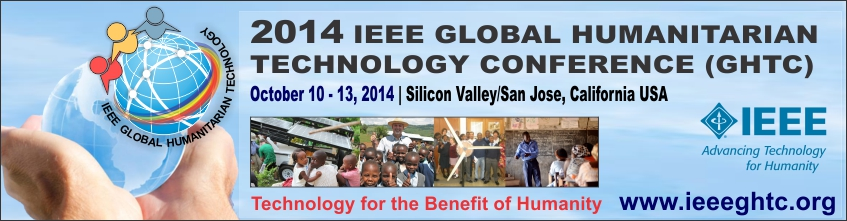 IEEE GLOBAL HUMANITARIAN TECHNOLOGY
2014 IEEE GLOBAL HUMANITARIAN
TECHNOLOGY CONFERENCE (GHTC)
October 10 - 13, 2014 | Silicon Valley/San Jose, California USA
IEEE
Advancing Technology
for Humanity
Technology for the Benefit of Humanity
www.ieeeghtc.org